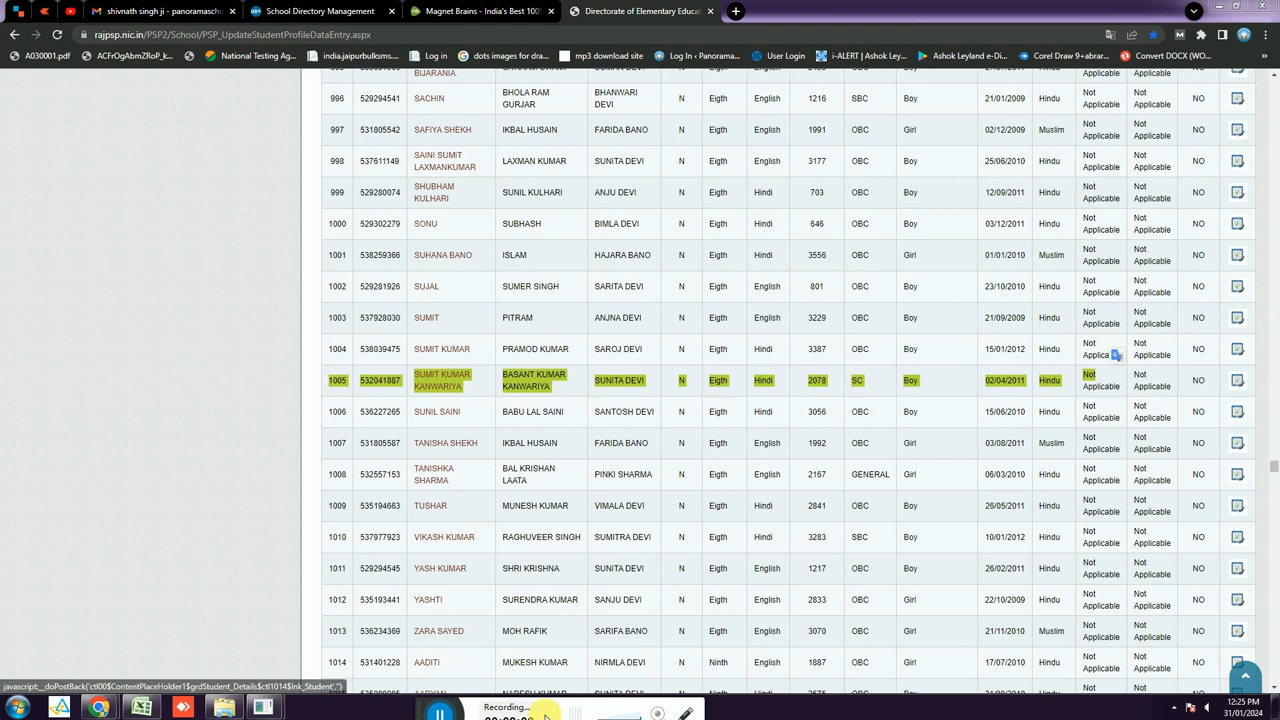 shivnath singh ji - panoramascho
School Directory Management
Magnet Brains - India's Best 100
Directorate of Elementary Educat
rajpsp.nic.in/PSP2/School/PSP_UpdateStudentProfileDataEntry.aspx
A030001.pdf
ACFrOgAbmZRoP_k...
National Testing Ag...
india.jaipurbulksms....
Log in
dots images for dra...
mp3 download site
Log In ‹ Panorama...
User Login
i-ALERT | Ashok Ley...
Ashok Leyland e-Di...
Corel Draw 9+abar...
Convert DOCX (WO...
BIJARANIA Applicable Applicable
996 529294541 SACHIN BHOLA RAM GURJAR BHANWARI DEVI N Eigth English 1216 SBC Boy 21/01/2009 Hindu Not Applicable Not Applicable NO
997 531805542 SAFIYA SHEKH IKBAL HUSAIN FARIDA BANO N Eigth English 1991 OBC Girl 02/12/2009 Muslim Not Applicable Not Applicable NO
998 537611149 SAINI SUMIT LAXMANKUMAR LAXMAN KUMAR SUNITA DEVI N Eigth English 3177 OBC Boy 25/06/2010 Hindu Not Applicable Not Applicable NO
999 529280074 SHUBHAM KULHARI SUNIL KULHARI ANJU DEVI N Eigth Hindi 703 OBC Boy 12/09/2011 Hindu Not Applicable Not Applicable NO
1000 529302279 SONU SUBHASH BIMLA DEVI N Eigth Hindi 646 OBC Boy 03/12/2011 Hindu Not Applicable Not Applicable NO
1001 538259366 SUHANA BANO ISLAM HAJARA BANO N Eigth Hindi 3556 OBC Girl 01/01/2010 Muslim Not Applicable Not Applicable NO
1002 529281926 SUJAL SUMER SINGH SARITA DEVI N Eigth English 801 OBC Boy 23/10/2010 Hindu Not Applicable Not Applicable NO
1003 537928030 SUMIT PITRAM ANJNA DEVI N Eigth English 3229 OBC Boy 21/09/2009 Hindu Not Applicable Not Applicable NO
1004 538039475 SUMIT KUMAR PRAMOD KUMAR SAROJ DEVI N Eigth Hindi 3387 OBC Boy 15/01/2012 Hindu Not Applica Not Applicable NO
1005 532041887 SUMIT KUMAR KANWARIYA BASANT KUMAR KANWARIYA SUNITA DEVI N Eigth Hindi 2078 SC Boy 02/04/2011 Hindu Not Applicable Not Applicable NO
1006 536227265 SUNIL SAINI BABU LAL SAINI SANTOSH DEVI N Eigth Hindi 3056 OBC Boy 15/06/2010 Hindu Not Applicable Not Applicable NO
1007 531805587 TANISHA SHEKH IKBAL HUSAIN FARIDA BANO N Eigth Hindi 1992 OBC Girl 03/08/2011 Muslim Not Applicable Not Applicable NO
1008 532557153 TANISHKA SHARMA BAL KRISHAN LAATA PINKI SHARMA N Eigth English 2167 GENERAL Girl 06/03/2010 Hindu Not Applicable Not Applicable NO
1009 535194663 TUSHAR MUNESH KUMAR VIMALA DEVI N Eigth Hindi 2841 OBC Boy 26/05/2011 Hindu Not Applicable Not Applicable NO
1010 537977923 VIKASH KUMAR RAGHUVEER SINGH SUMITRA DEVI N Eigth Hindi 3283 SBC Boy 10/01/2012 Hindu Not Applicable Not Applicable NO
1011 529294545 YASH KUMAR SHRI KRISHNA SUNITA DEVI N Eigth Hindi 1217 OBC Boy 26/02/2011 Hindu Not Applicable Not Applicable NO
1012 535193441 YASHTI SURENDRA KUMAR SANJU DEVI N Eigth English 2833 OBC Girl 22/10/2009 Hindu Not Applicable Not Applicable NO
1013 536234369 ZARA SAYED MOH RAFIK SARIFA BANO N Eigth English 3070 OBC Girl 21/11/2010 Muslim Not Applicable Not Applicable NO
1014 531401228 AADITI MUKESH KUMAR NIRMLA DEVI N Ninth English 1887 OBC Girl 17/07/2010 Hindu Not Applicable Not Applicable NO
javascript:__doPostBack('ctl00$ContentPlaceHolder1$grdStudent_Details$ctl1014$lnk_Student','')
Recording...
12:25 PM
31/01/2024